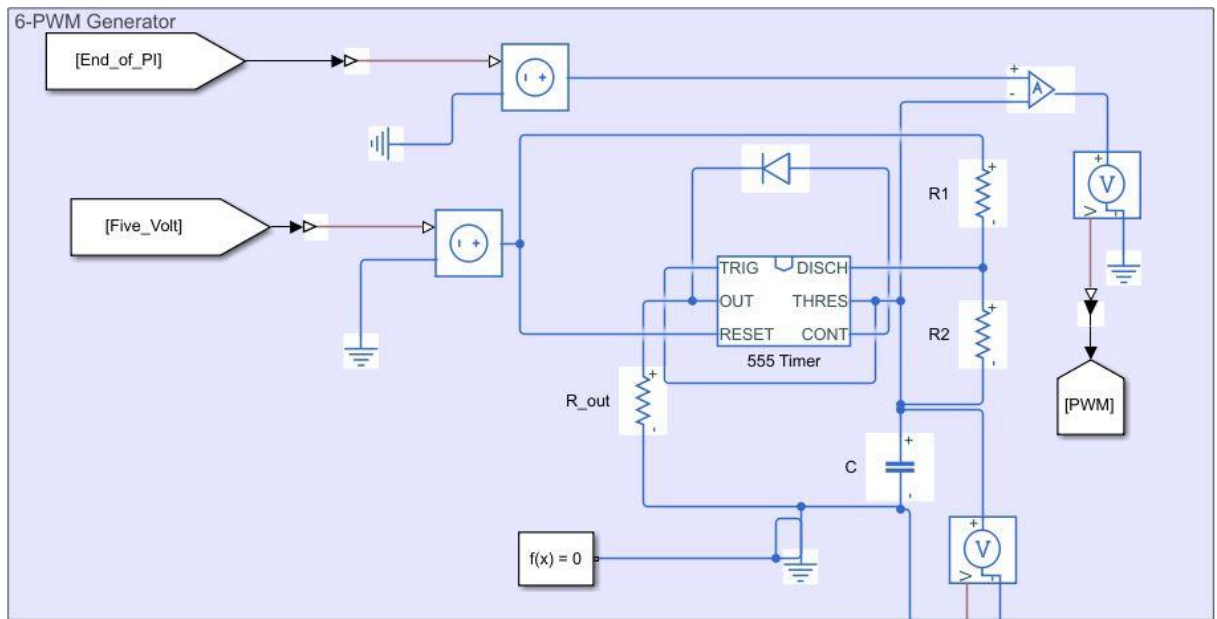 6-PWM Generator
[End_of_PI]
- +
+
-
A
+
V
V
-
[Five_Volt]
- +
R1
+
-
TRIG
DISCH
OUT
THRES
RESET
CONT
555 Timer
R2
+
-
R_out
+
-
[PWM]
C
+
-
f(x) = 0
+
V
V
-